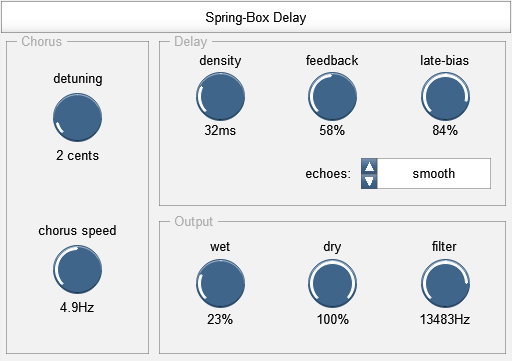 Spring-Box Delay
Chorus
detuning
2 cents
chorus speed
4.9Hz
Delay
density feedback late-bias
32ms 58% 84%
echoes: smooth
Output
wet dry filter
23% 100% 13483Hz